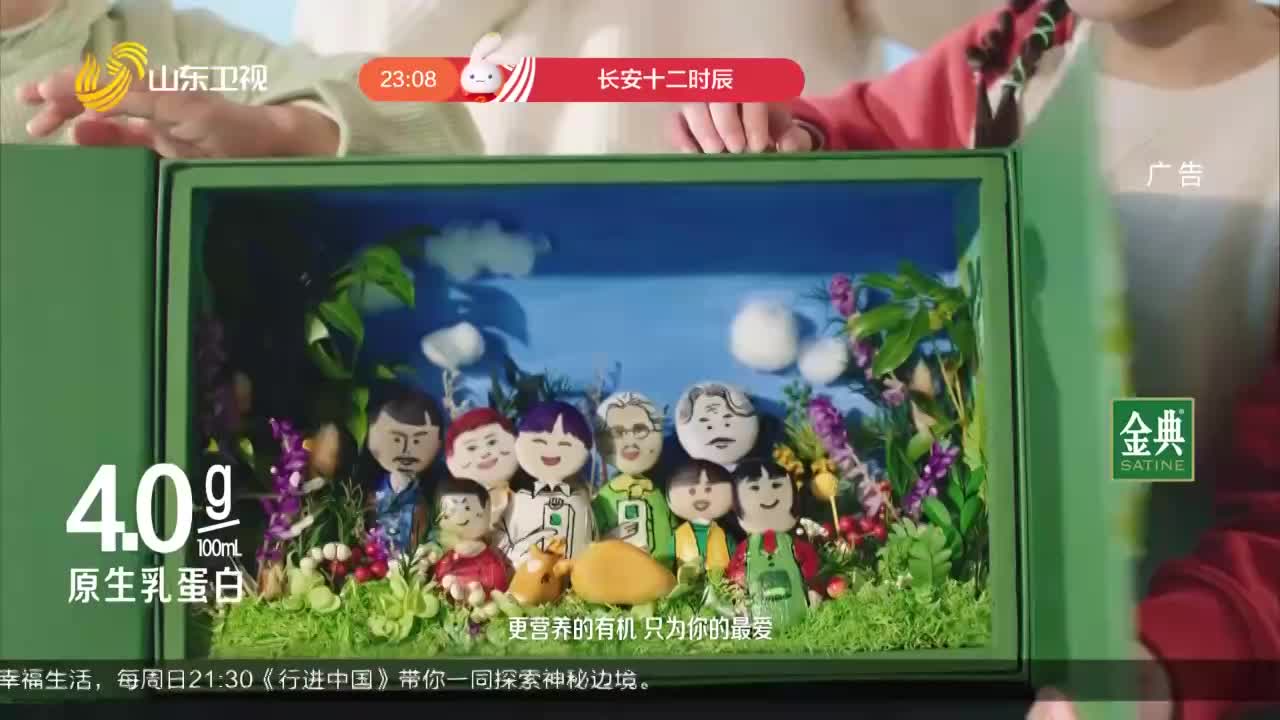 山东卫视
23:08
长安十二时辰
广告
金典
SATINE
4.0g/100mL
原生乳蛋白
更营养的有机 只为你的最爱
幸福生活，每周日21:30《行进中国》带你一同探索神秘边境。